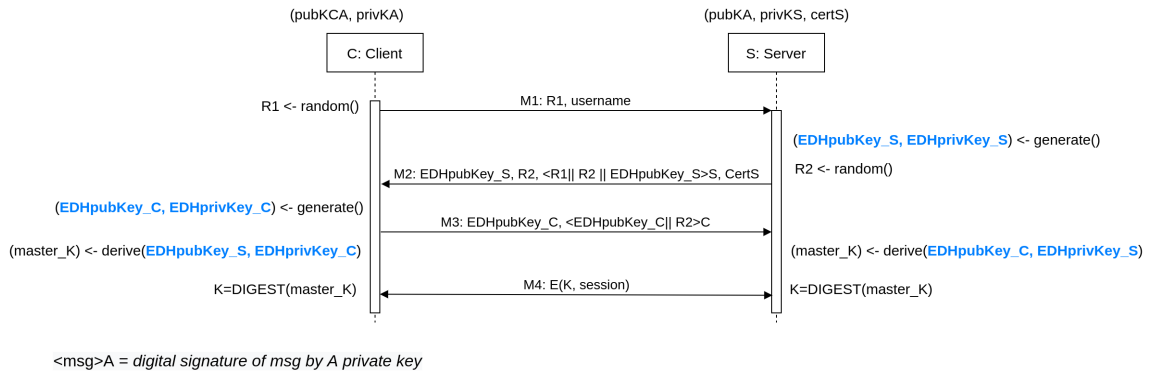 (pubKCA, privKA)
(pubKA, privKS, certS)
C: Client
S: Server
R1 <- random()
M1: R1, username
(EDHpubKey_S, EDHprivKey_S) <- generate()
R2 <- random()
M2: EDHpubKey_S, R2, <R1|| R2 || EDHpubKey_S>S, CertS
(EDHpubKey_C, EDHprivKey_C) <- generate()
M3: EDHpubKey_C, <EDHpubKey_C|| R2>C
(master_K) <- derive(EDHpubKey_S, EDHprivKey_C)
(master_K) <- derive(EDHpubKey_C, EDHprivKey_S)
M4: E(K, session)
K=DIGEST(master_K)
K=DIGEST(master_K)
<msg>A = digital signature of msg by A private key